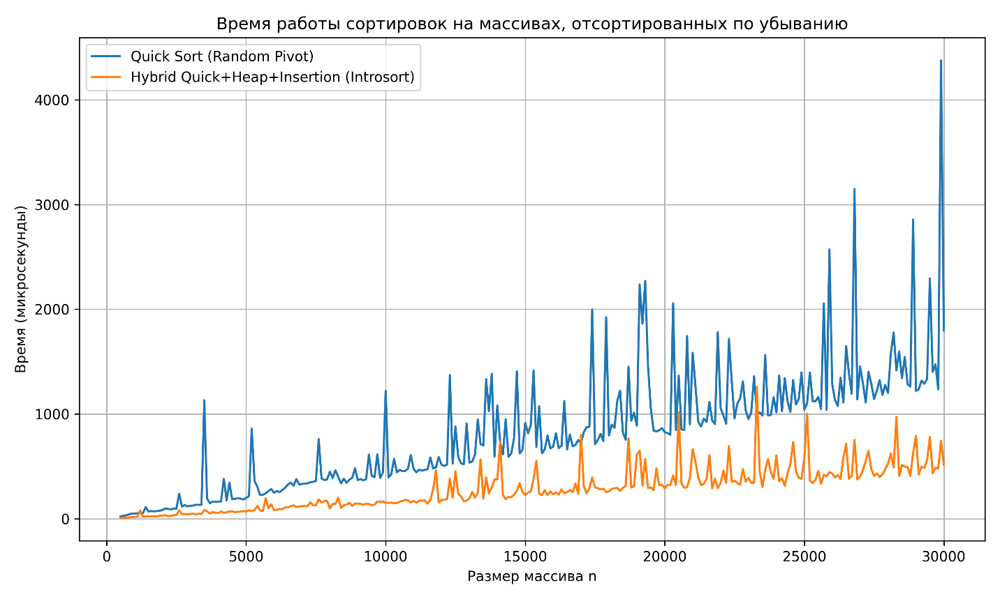 Время работы сортировок на массивах, отсортированных по убыванию
Quick Sort (Random Pivot)
Hybrid Quick+Heap+Insertion (Introsort)
Время (микросекунды)
4000
3000
2000
1000
0
0 5000 10000 15000 20000 25000 30000
Размер массива n